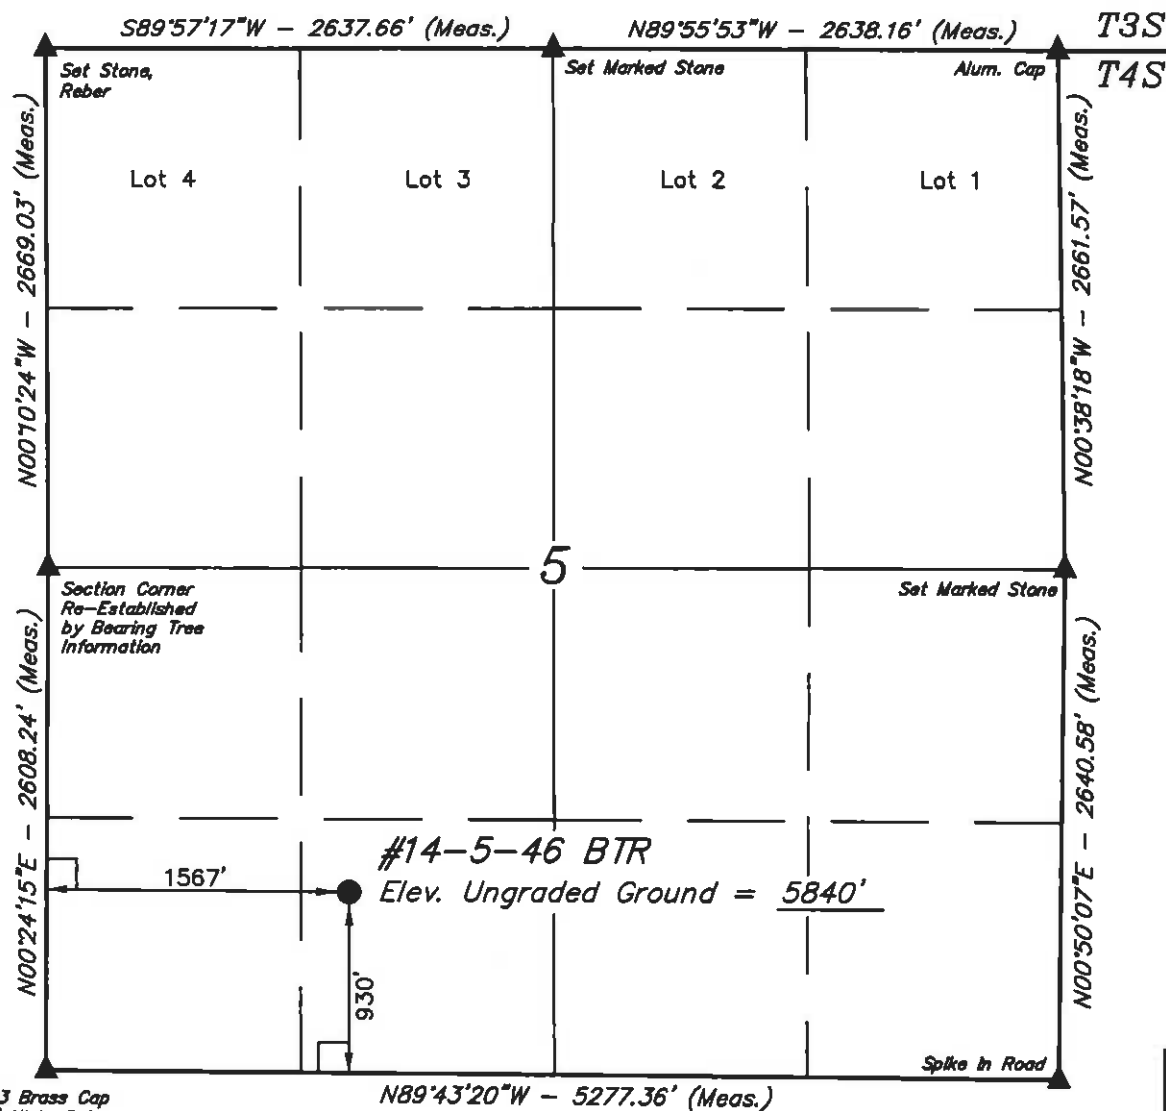 S89°57'17"W - 2637.66' (Meas.)
N89°55'53"W - 2638.16' (Meas.)
T3S
T4S
Set Stone,
Reber
Set Marked Stone
Alum. Cap
N00°10'24"W - 2669.03' (Meas.)
Lot 4
Lot 3
Lot 2
Lot 1
N00°38'18"W - 2661.57' (Meas.)
5
Section Corner
Re-Established
by Bearing Tree
Information
Set Marked Stone
N00°24'15"E - 2608.24' (Meas.)
N00°50'07"E - 2640.58' (Meas.)
#14-5-46 BTR
1567'
Elev. Ungraded Ground = 5840'
930'
Spike in Road
3 Brass Cap
N89°43'20"W - 5277.36' (Meas.)